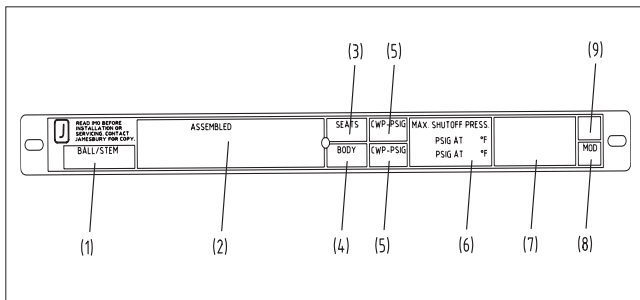 (3) (5) (9)
J
READ IMO BEFORE
INSTALLATION OR
SERVICING. CONTACT
JAMESBURY FOR COPY.
BALL/STEM
ASSEMBLED
SEATS
BODY
CWP-PSIG
CWP-PSIG
MAX. SHUTOFF PRESS.
PSIG AT °F
PSIG AT °F
MOD
(1) (2) (4) (5) (6) (7) (8)